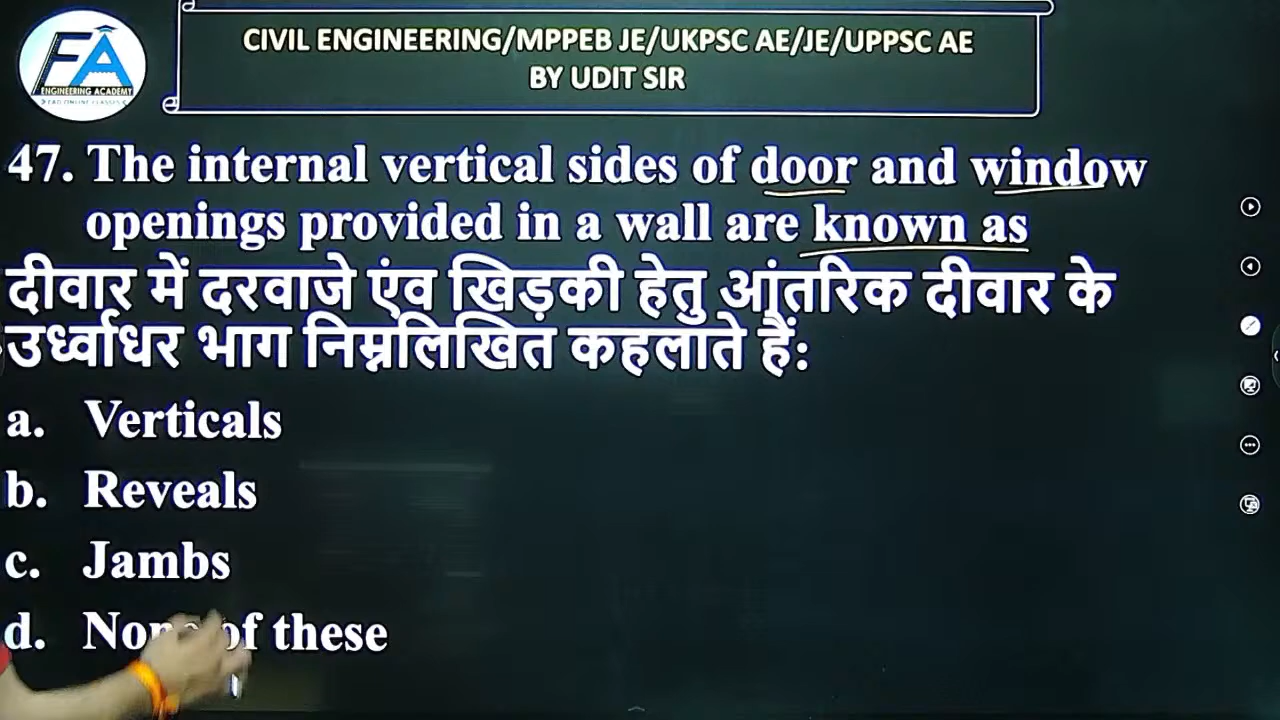 FA
ENGINEERING ACADEMY
CIVIL ENGINEERING/MPPEB JE/UKPSC AE/JE/UPPSC AE
BY UDIT SIR
47. The internal vertical sides of door and window
openings provided in a wall are known as
दीवार में दरवाजे एंव खिड़की हेतु आंतरिक दीवार के
उर्ध्वाधर भाग निम्नलिखित कहलाते हैं:
a. Verticals
b. Reveals
c. Jambs
d. None of these